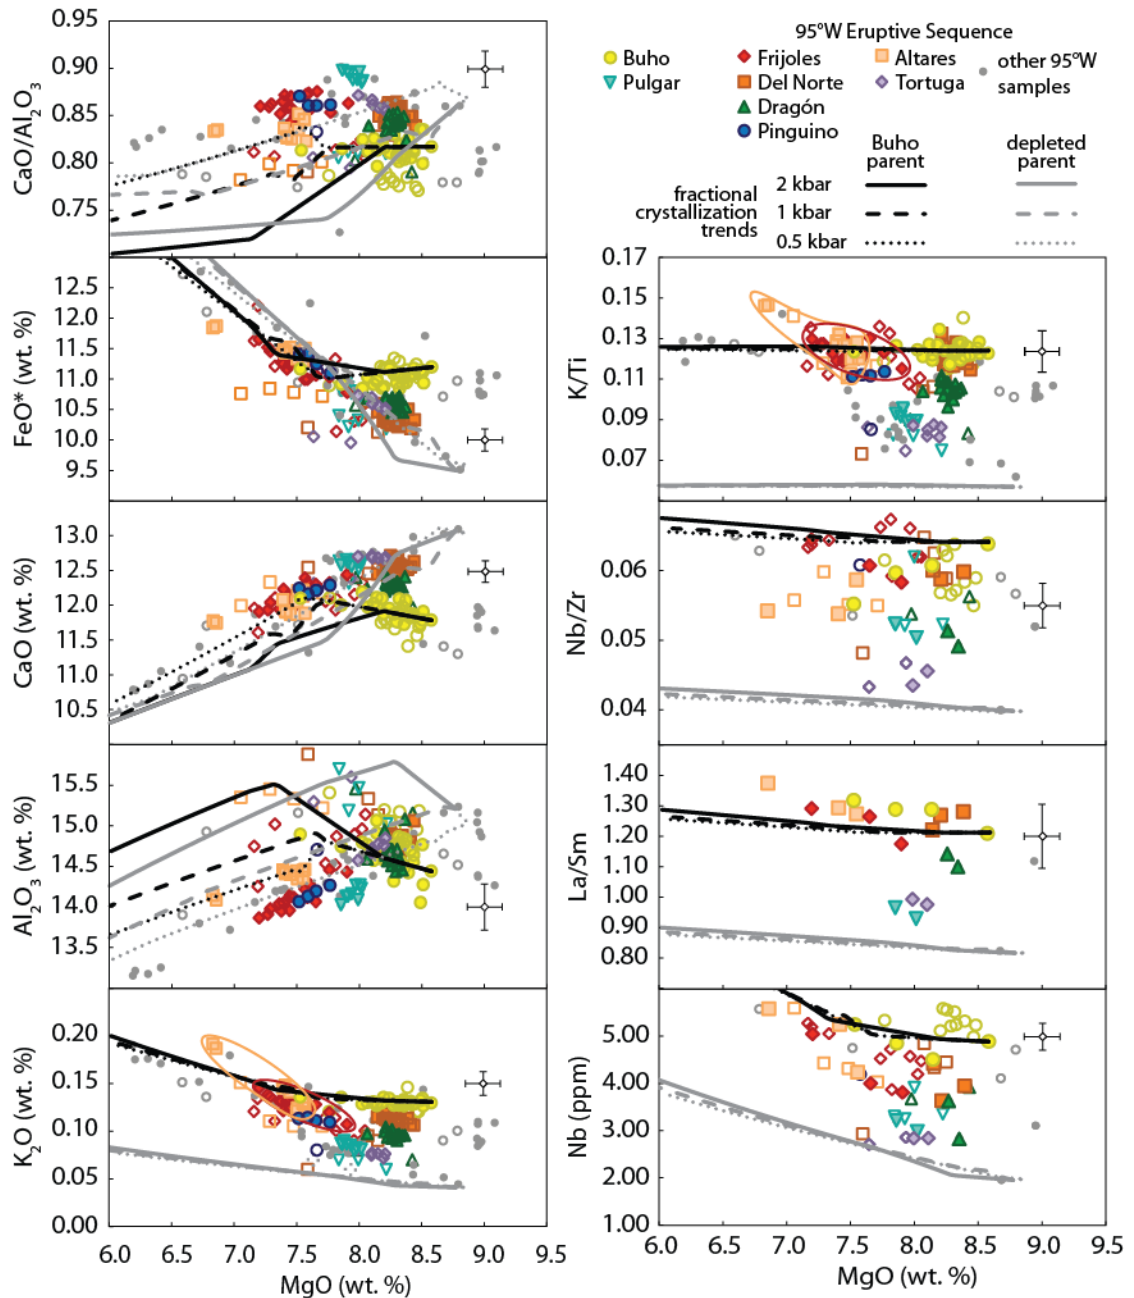 95°W Eruptive Sequence
Buho
Frijoles
Altares
other 95°W
samples
Pulgar
Del Norte
Tortuga
Dragón
Pinguino
Buho
parent
depleted
parent
fractional
crystallization
trends
2 kbar
1 kbar
0.5 kbar
CaO/Al2O3
0.95
0.90
0.85
0.80
0.75
FeO* (wt. %)
12.5
12.0
11.5
11.0
10.5
10.0
9.5
CaO (wt. %)
13.0
12.5
12.0
11.5
11.0
10.5
Al2O3 (wt. %)
15.5
15.0
14.5
14.0
13.5
K2O (wt. %)
0.20
0.15
0.10
0.05
0.00
6.0 7.0 7.5 8.0 8.5 9.0 9.5
MgO (wt. %)
K/Ti
0.17
0.15
0.13
0.11
0.09
0.07
Nb/Zr
0.06
0.05
0.04
La/Sm
1.40
1.30
1.20
1.00
0.90
0.80
Nb (ppm)
5.00
4.00
3.00
2.00
1.00
6.0 6.5 7.0 7.5 8.0 8.5 9.0 9.5
MgO (wt. %)